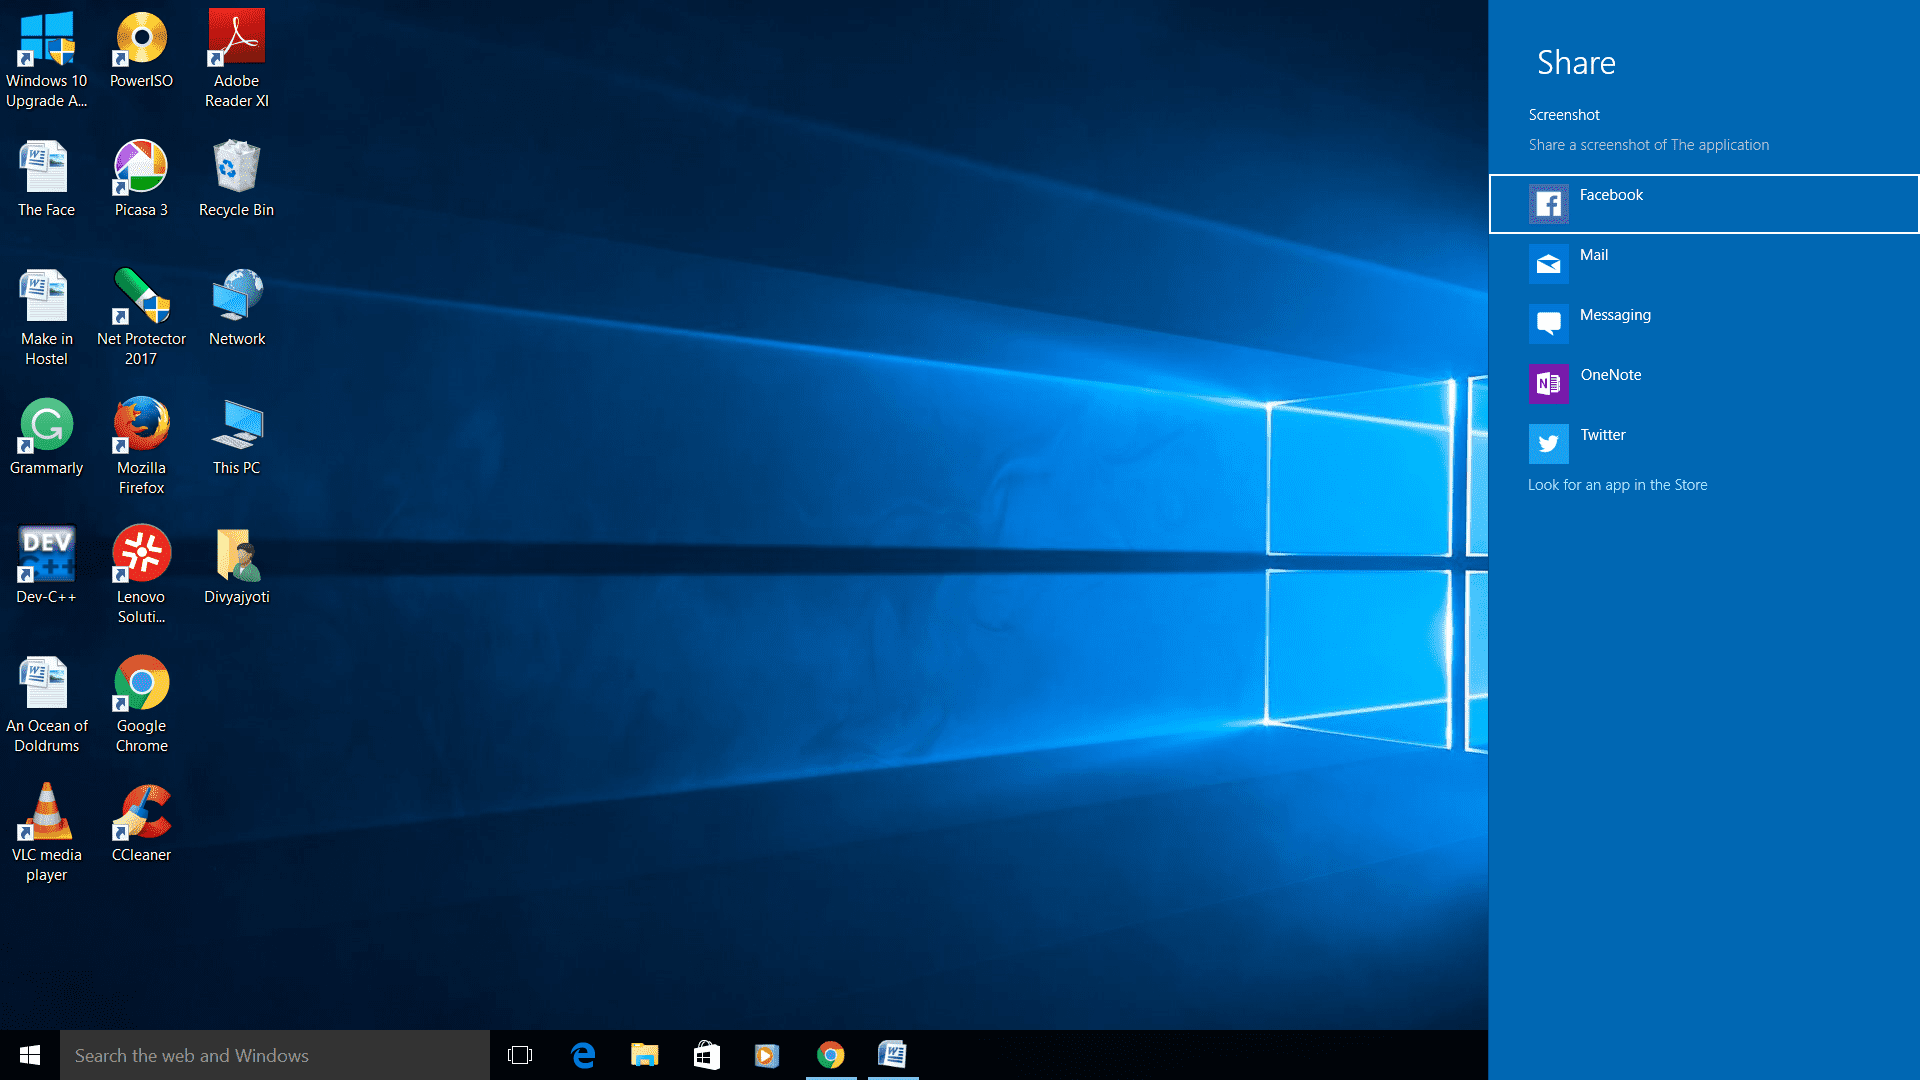 Windows 10
Upgrade A...
PowerISO
Adobe
Reader XI
The Face
Picasa 3
Recycle Bin
Make in
Hostel
Net Protector
2017
Network
Grammarly
Mozilla
Firefox
This PC
DEV
C++
Dev-C++
Lenovo
Soluti...
Divyajyoti
An Ocean of
Doldrums
Google
Chrome
VLC media
player
CCleaner
Search the web and Windows
Share
Screenshot
Share a screenshot of The application
Facebook
Mail
Messaging
OneNote
Twitter
Look for an app in the Store